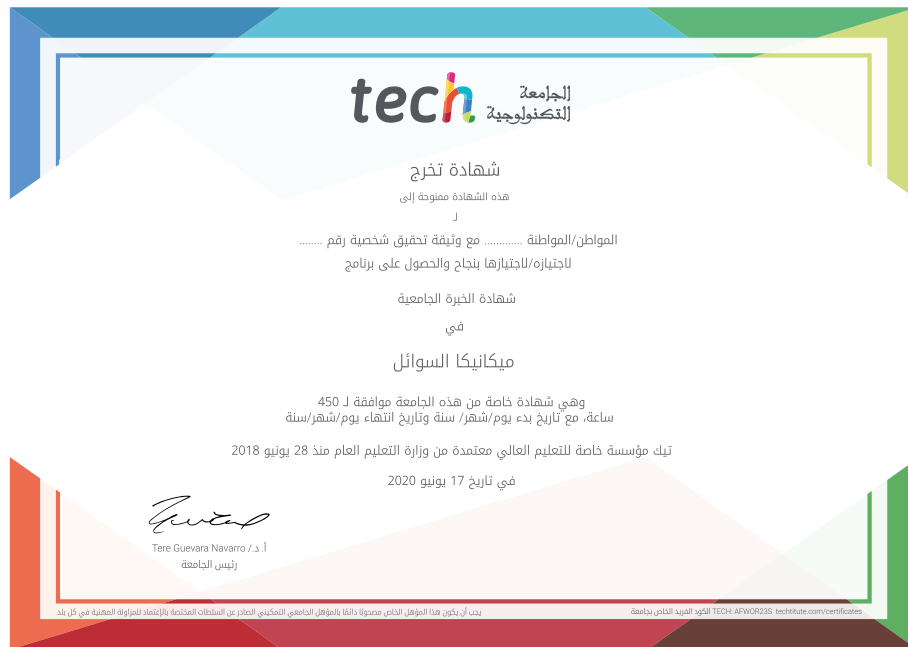 tech الجامعة
التكنولوجية
شهادة تخرج
هذه الشهادة ممنوحة إلى
لـ
المواطن/المواطنة ............. مع وثيقة تحقيق شخصية رقم ........
لاجتيازه/لاجتيازها بنجاح والحصول على برنامج
شهادة الخبرة الجامعية
في
ميكانيكا السوائل
وهي شهادة خاصة من هذه الجامعة موافقة لـ 450
ساعة، مع تاريخ بدء يوم/شهر/ سنة وتاريخ انتهاء يوم/شهر/سنة
تيك مؤسسة خاصة للتعليم العالي معتمدة من وزارة التعليم العام منذ 28 يونيو 2018
في تاريخ 17 يونيو 2020
أ.د./ Tere Guevara Navarro
رئيس الجامعة
يجب أن يكون هذا المؤهل الخاص مصحوبًا دائمًا بالمؤهل الجامعي التمكيني الصادر عن السلطات المختصة بالإعتماد للمزاولة المهنية في كل بلد.
الكود الفريد الخاص بجامعة TECH: AFWOR23S techtitute.com/certificates